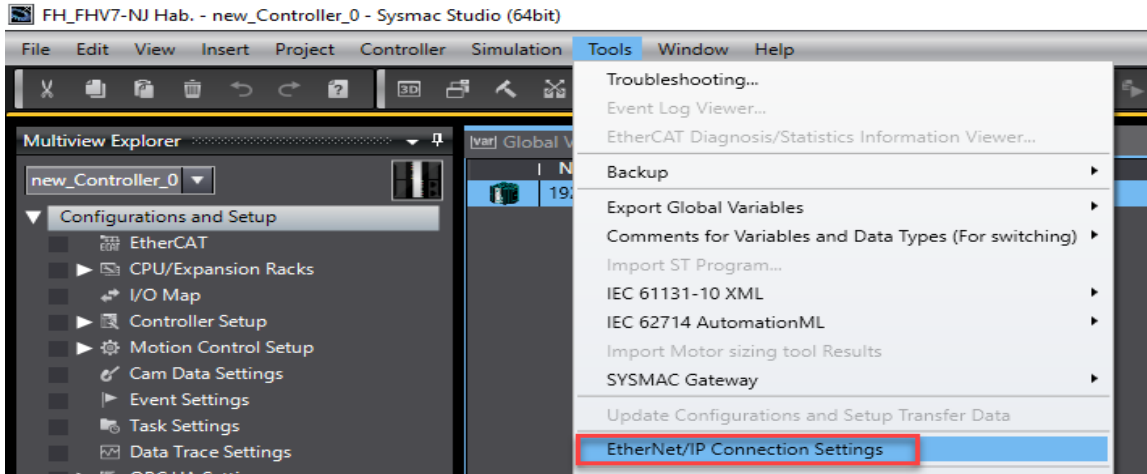 FH_FHV7-NJ Hab. - new_Controller_0 - Sysmac Studio (64bit)
File Edit View Insert Project Controller Simulation Tools Window Help
3D
Multiview Explorer
new_Controller_0
Configurations and Setup
EtherCAT
CPU/Expansion Racks
I/O Map
Controller Setup
Motion Control Setup
Cam Data Settings
Event Settings
Task Settings
Data Trace Settings
var Global V
N
192
Troubleshooting...
Event Log Viewer...
EtherCAT Diagnosis/Statistics Information Viewer...
Backup
Export Global Variables
Comments for Variables and Data Types (For switching)
Import ST Program...
IEC 61131-10 XML
IEC 62714 AutomationML
Import Motor sizing tool Results
SYSMAC Gateway
Update Configurations and Setup Transfer Data
EtherNet/IP Connection Settings